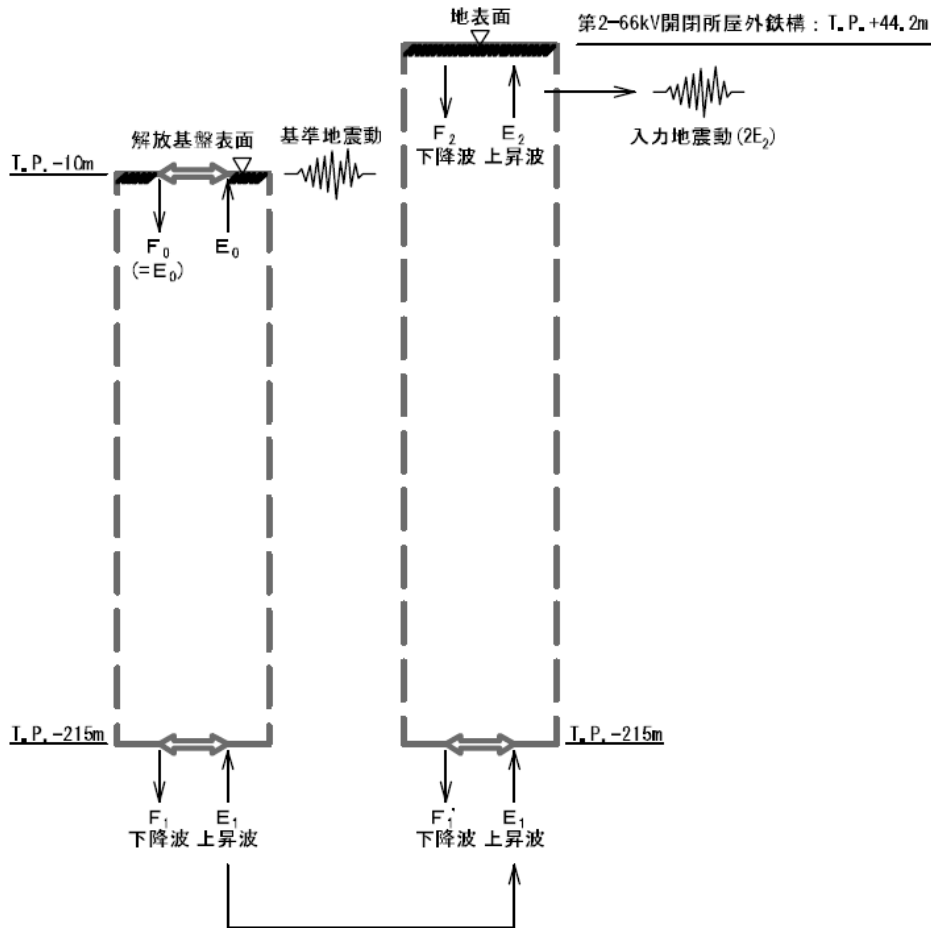 地表面
第2-66kV開閉所屋外鉄構：T.P.+44.2m
F₂
下降波
E₂
上昇波
入力地震動(2E₂)
解放基盤表面
基準地震動
T.P.-10m
F₀
(=E₀)
E₀
T.P.-215m
T.P.-215m
F₁
下降波
E₁
上昇波
F₁'
下降波
E₁
上昇波